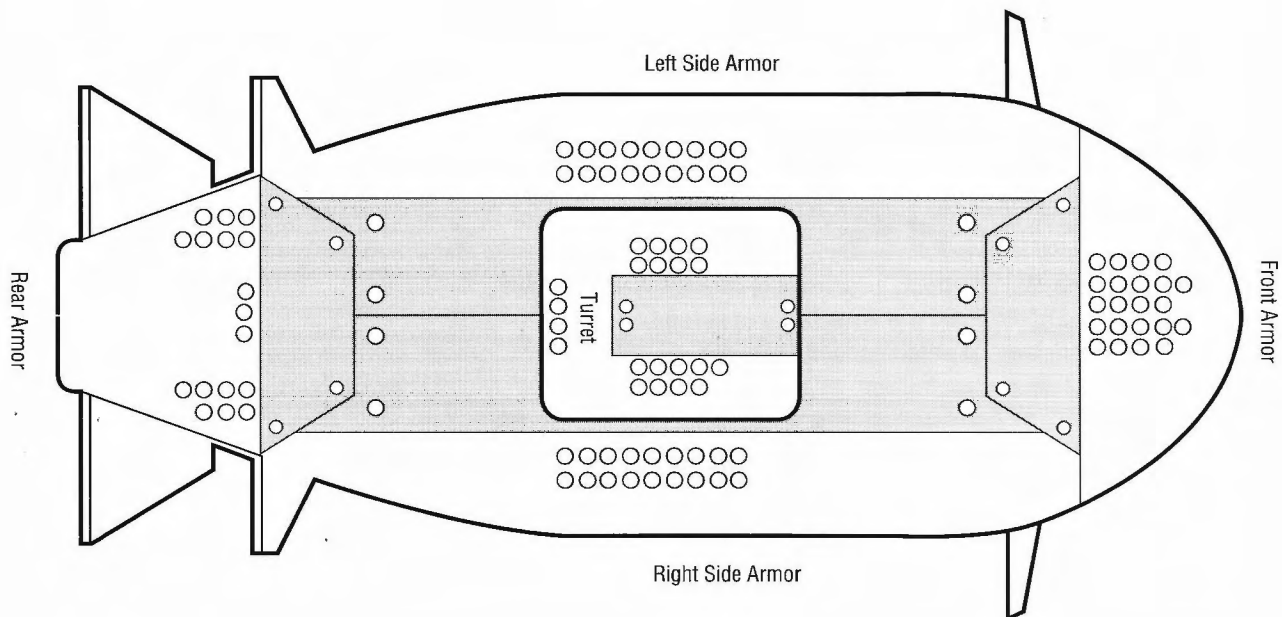 Left Side Armor
Rear Armor
Turret
Front Armor
Right Side Armor